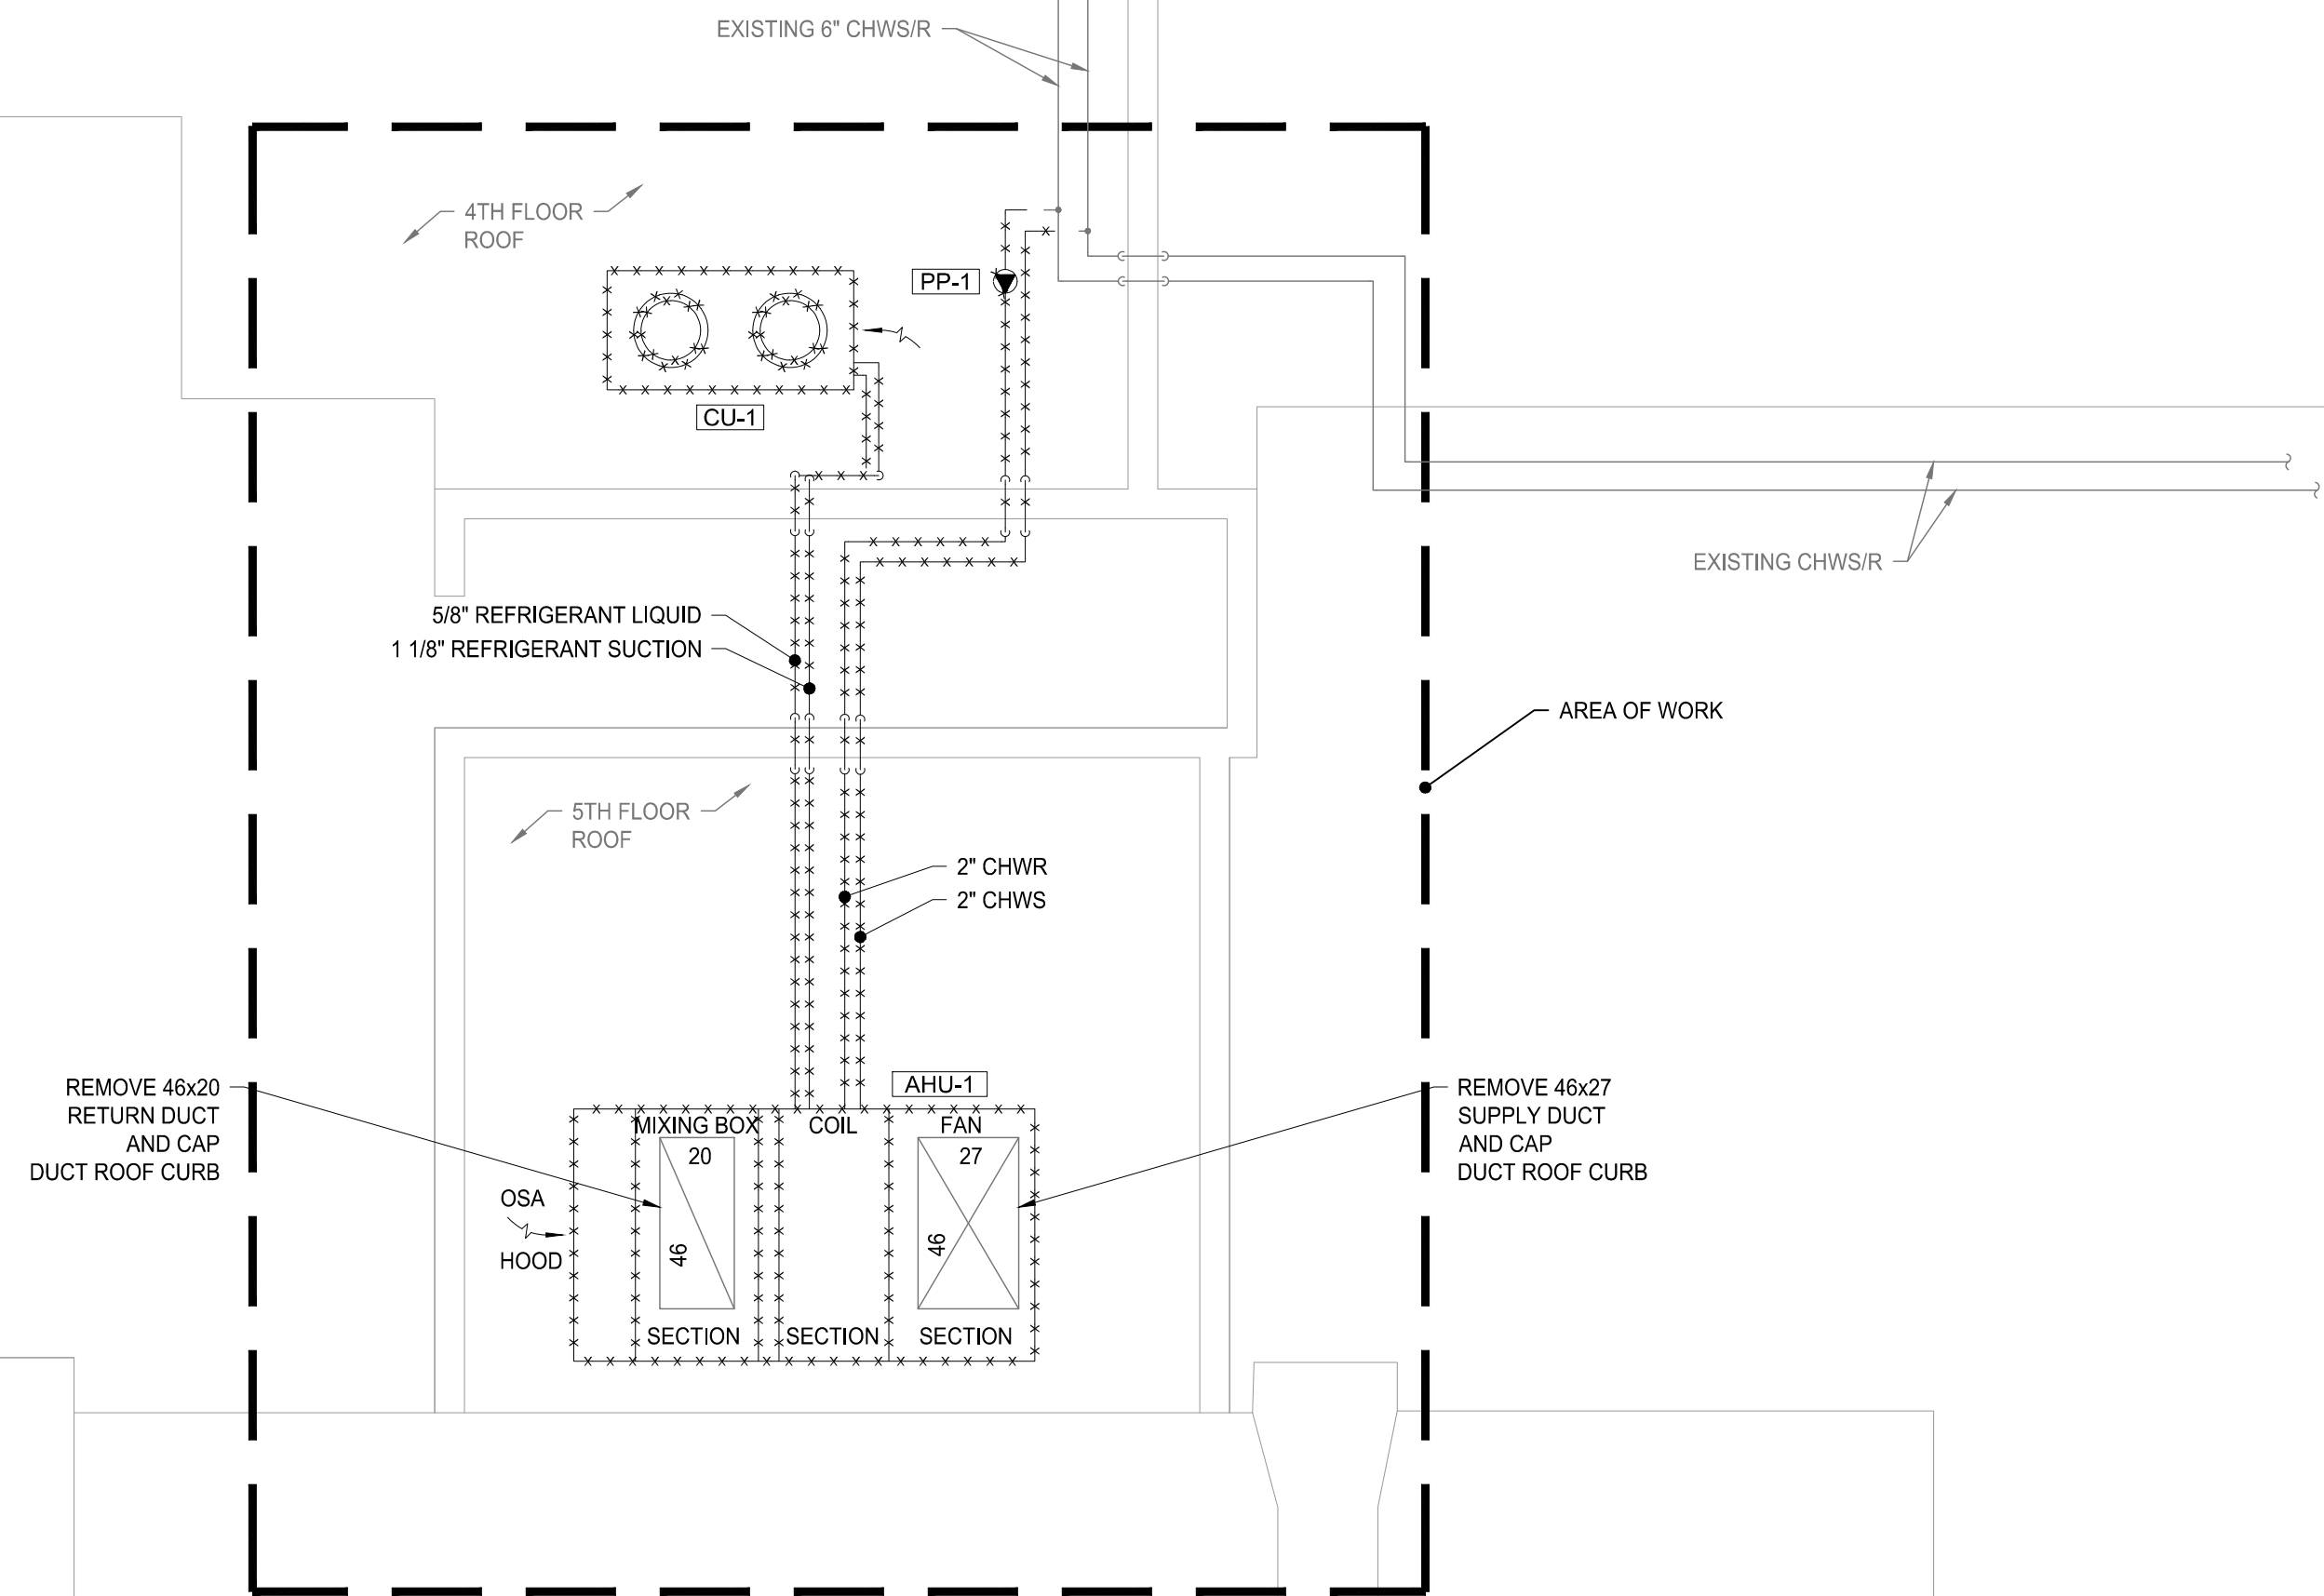 EXISTING 6" CHWS/R
4TH FLOOR
ROOF
PP-1
CU-1
EXISTING CHWS/R
5/8" REFRIGERANT LIQUID
1 1/8" REFRIGERANT SUCTION
AREA OF WORK
5TH FLOOR
ROOF
2" CHWR
2" CHWS
AHU-1
REMOVE 46x20
RETURN DUCT
AND CAP
DUCT ROOF CURB
REMOVE 46x27
SUPPLY DUCT
AND CAP
DUCT ROOF CURB
MIXING BOX
COIL
FAN
20
27
OSA
HOOD
46
46
SECTION
SECTION
SECTION